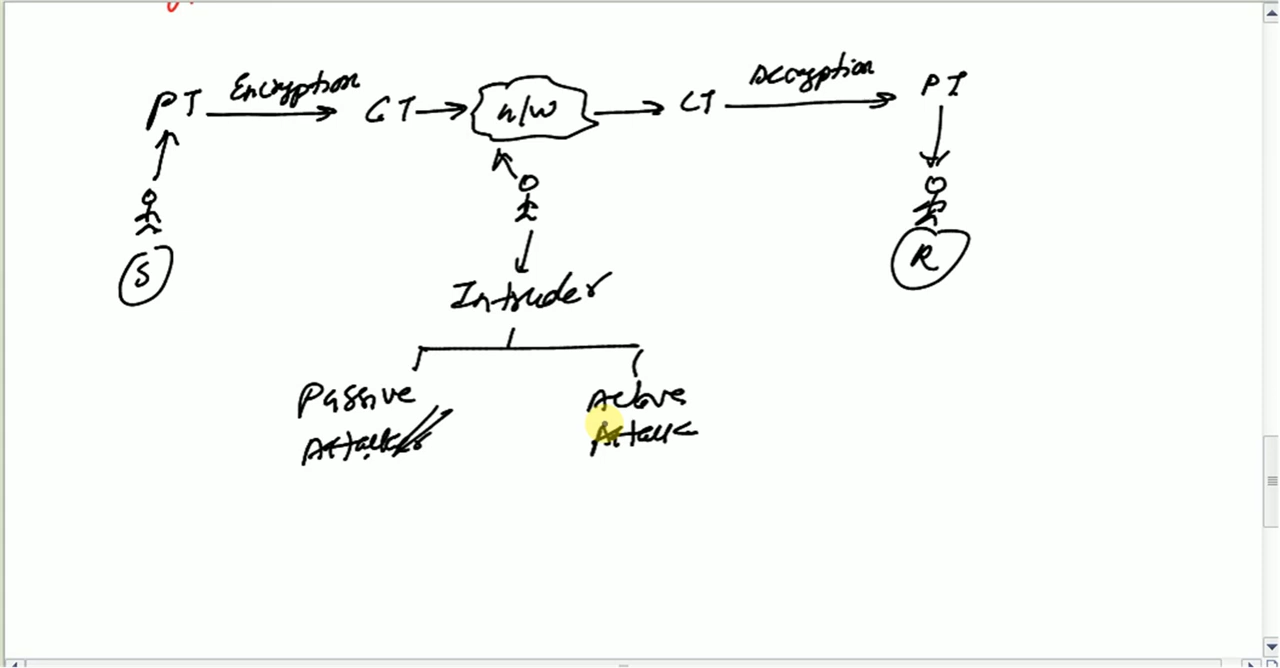 PT Encryption CT n/w CT Decryption PT
S
R
Intruder
Passive Active
Attacks Attack